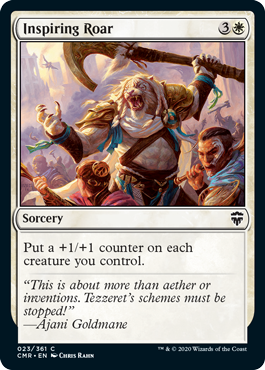 Inspiring Roar 3
Sorcery
Put a +1/+1 counter on each
creature you control.
“This is about more than aether or
inventions. Tezzeret’s schemes must be
stopped!”
—Ajani Goldmane
023/361 C
CMR • EN Chris Rahn
™ & © 2020 Wizards of the Coast